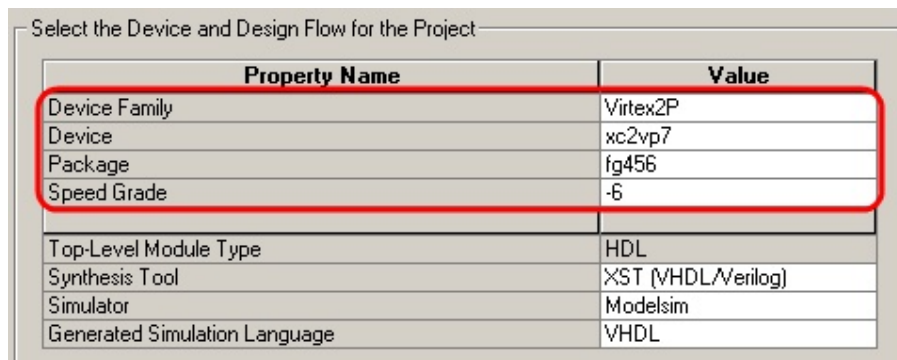 Select the Device and Design Flow for the Project
Property Name Value
Device Family Virtex2P
Device xc2vp7
Package fg456
Speed Grade -6
Top-Level Module Type HDL
Synthesis Tool XST (VHDL/Verilog)
Simulator Modelsim
Generated Simulation Language VHDL